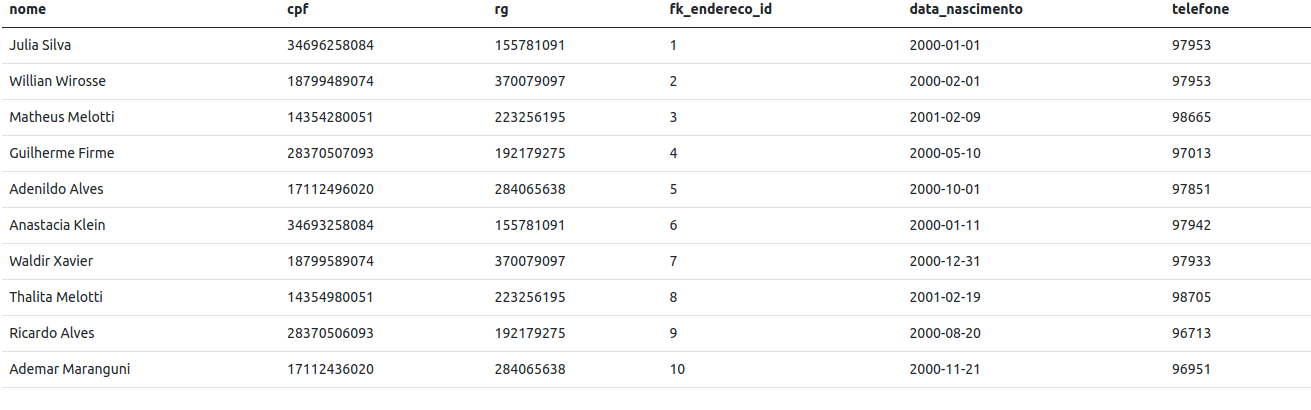 nome cpf rg fk_endereco_id data_nascimento telefone
Julia Silva 34696258084 155781091 1 2000-01-01 97953
Willian Wirosse 18799489074 370079097 2 2000-02-01 97953
Matheus Melotti 14354280051 223256195 3 2001-02-09 98665
Guilherme Firme 28370507093 192179275 4 2000-05-10 97013
Adenildo Alves 17112496020 284065638 5 2000-10-01 97851
Anastacia Klein 34693258084 155781091 6 2000-01-11 97942
Waldir Xavier 18799589074 370079097 7 2000-12-31 97933
Thalita Melotti 14354980051 223256195 8 2001-02-19 98705
Ricardo Alves 28370506093 192179275 9 2000-08-20 96713
Ademar Maranguni 17112436020 284065638 10 2000-11-21 96951